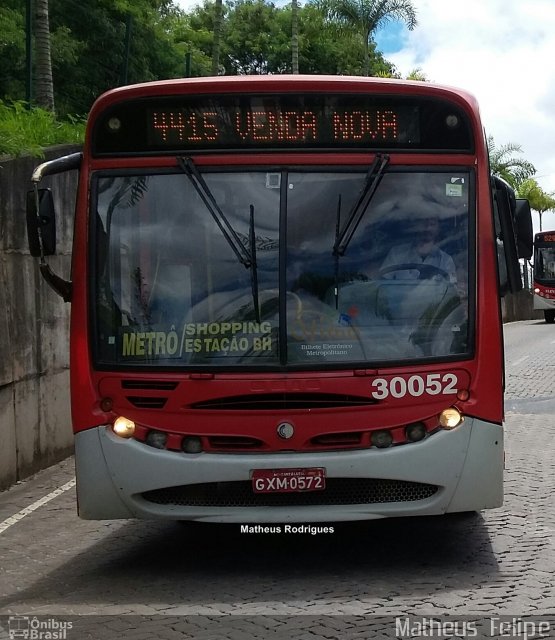 4415 VENDA NOVA
METRÔ / SHOPPING
ESTAÇÃO BH
Bilhete Eletrônico
Metropolitano
30052
GXM-0572
Matheus Rodrigues
Ônibus
Brasil
Matheus Felipe